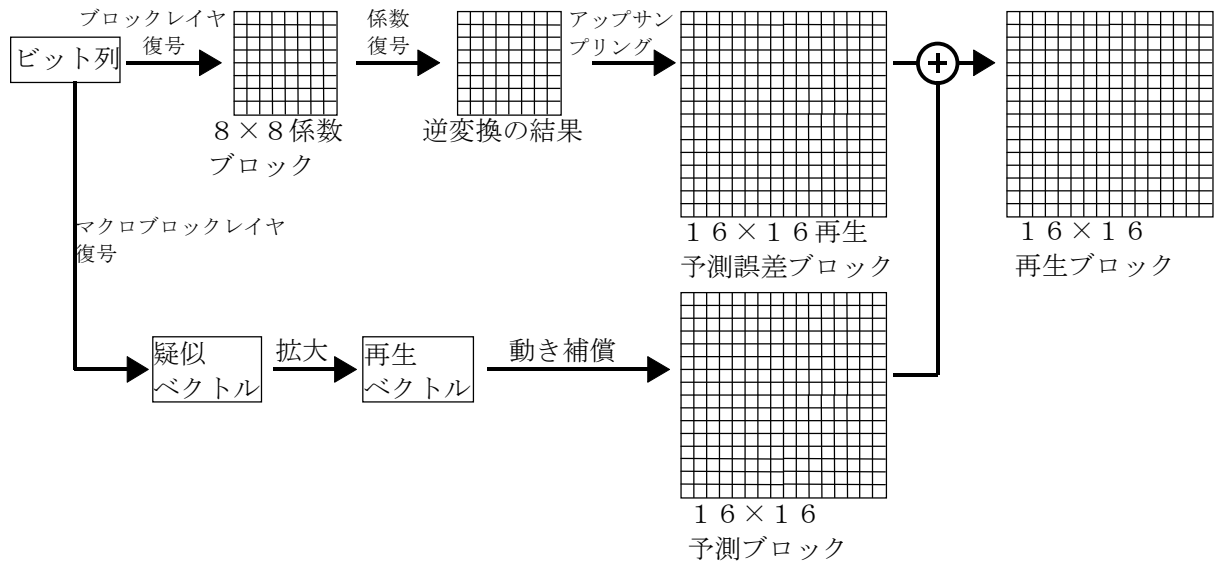 ブロックレイヤ
復号
係数
復号
アップサン
プリング
ビット列
８×８係数
ブロック
逆変換の結果
１６×１６再生
予測誤差ブロック
１６×１６
再生ブロック
マクロブロックレイヤ
復号
疑似
ベクトル
拡大
再生
ベクトル
動き補償
１６×１６
予測ブロック